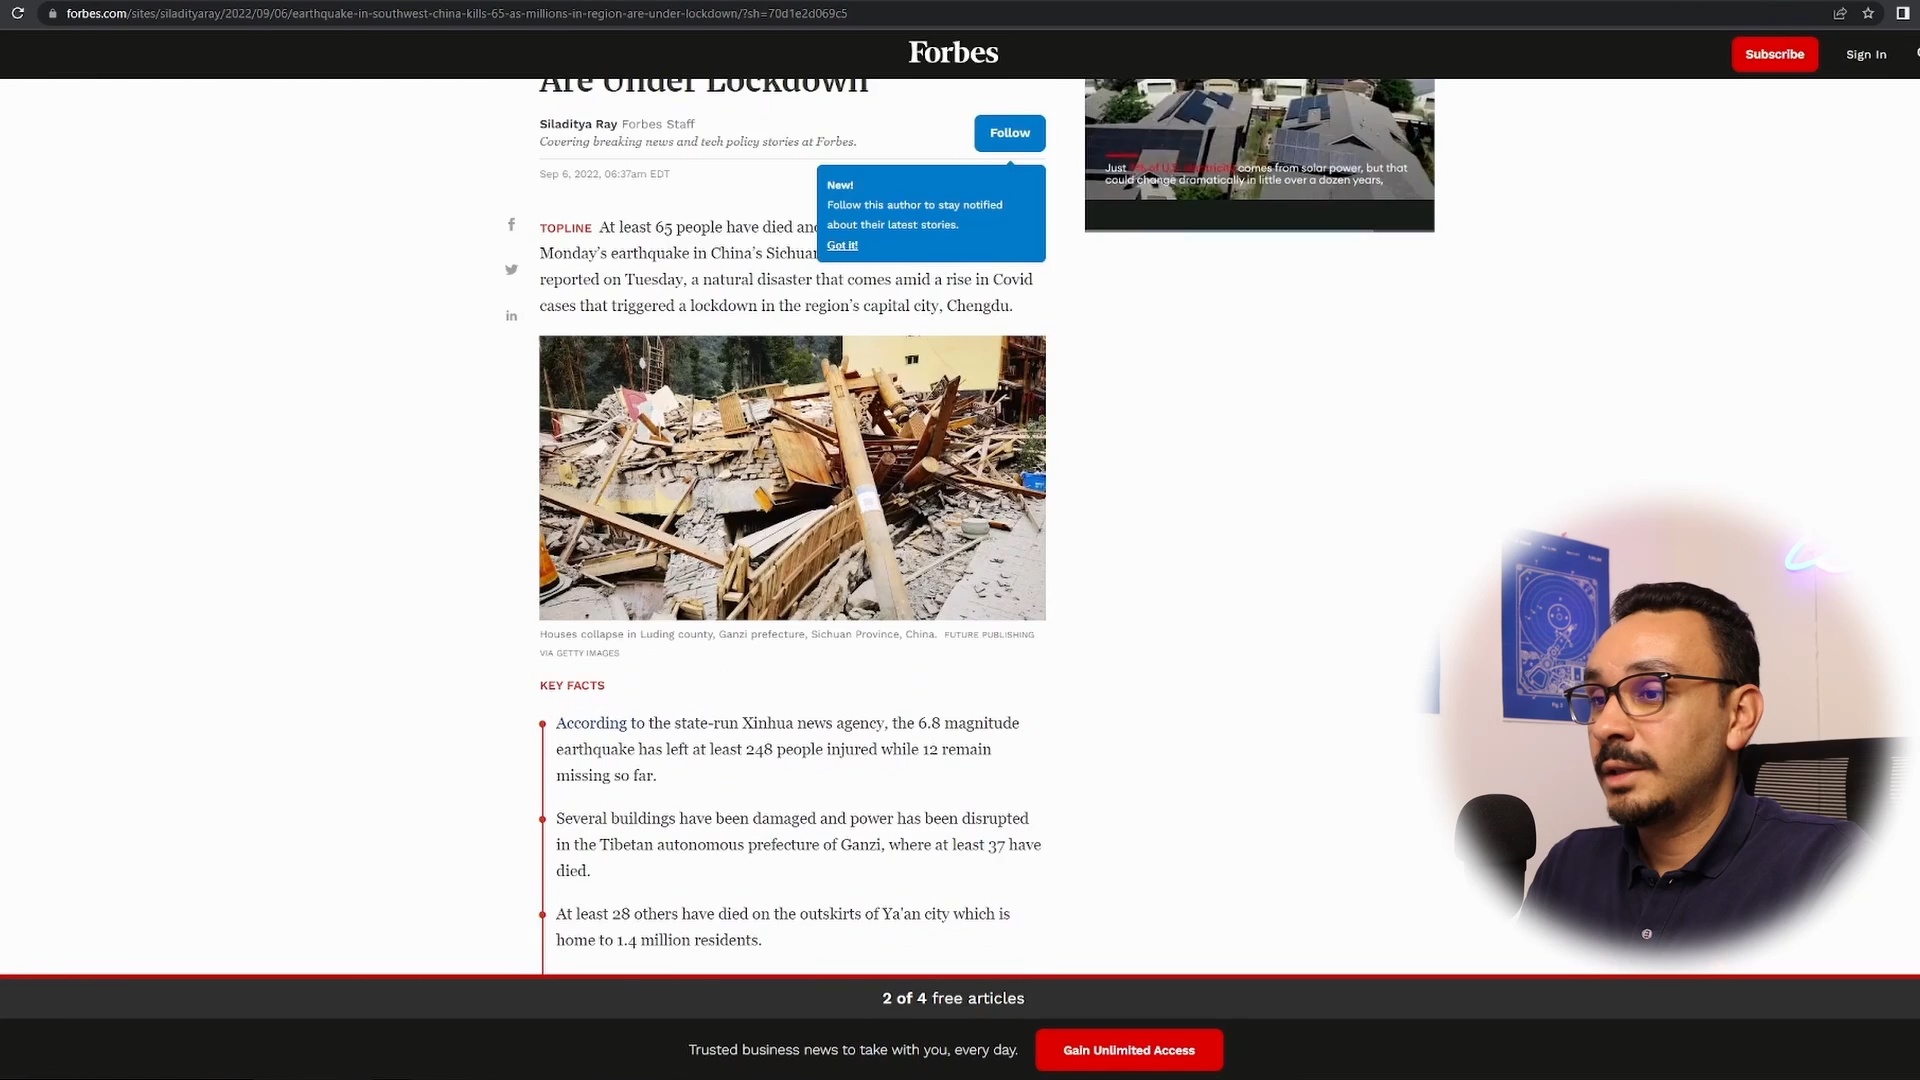 forbes.com/sites/siladityaray/2022/09/06/earthquake-in-southwest-china-kills-65-as-millions-in-region-are-under-lockdown/?sh=70d1e2d069c5
Forbes
Subscribe
Sign In
Are Under Lockdown
Siladitya Ray Forbes Staff
Covering breaking news and tech policy stories at Forbes.
Follow
Sep 6, 2022, 06:37am EDT
New!
Follow this author to stay notified
about their latest stories.
Got it!
TOPLINE At least 65 people have died
Monday’s earthquake in China’s
reported on Tuesday, a natural disaster that comes amid a rise in Covid
cases that triggered a lockdown in the region’s capital city, Chengdu.
Just of U.S. electricity comes from solar power, but that
could change dramatically in little over a dozen years,
Houses collapse in Luding county, Ganzi prefecture, Sichuan Province, China. FUTURE PUBLISHING
VIA GETTY IMAGES
KEY FACTS
According to the state-run Xinhua news agency, the 6.8 magnitude
earthquake has left at least 248 people injured while 12 remain
missing so far.
Several buildings have been damaged and power has been disrupted
in the Tibetan autonomous prefecture of Ganzi, where at least 37 have
died.
At least 28 others have died on the outskirts of Ya'an city which is
home to 1.4 million residents.
2 of 4 free articles
Trusted business news to take with you, every day.
Gain Unlimited Access